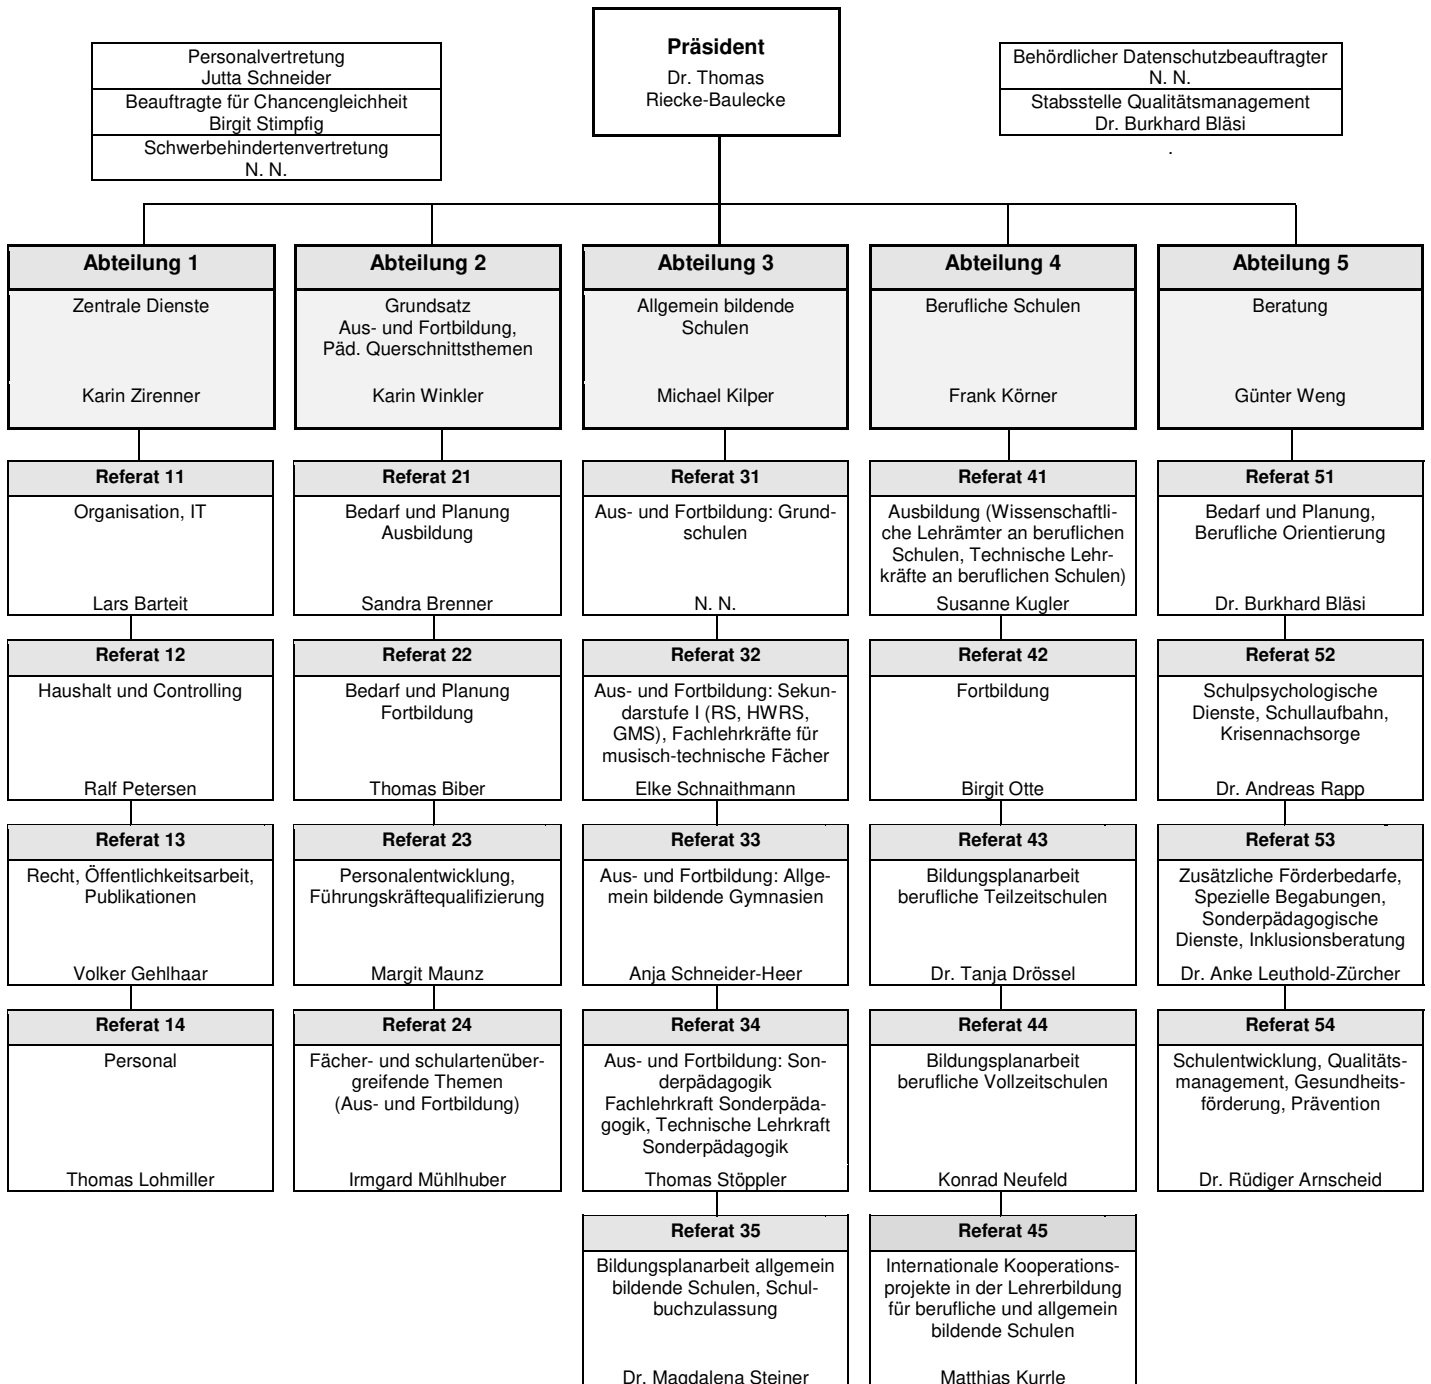 Präsident
Dr. Thomas
Riecke-Baulecke
Personalvertretung
Jutta Schneider
Beauftragte für Chancengleichheit
Birgit Stimpfig
Schwerbehindertenvertretung
N. N.
Behördlicher Datenschutzbeauftragter
N. N.
Stabsstelle Qualitätsmanagement
Dr. Burkhard Bläsi
.
Abteilung 1
Zentrale Dienste
Karin Zirenner
Referat 11
Organisation, IT
Lars Barteit
Referat 12
Haushalt und Controlling
Ralf Petersen
Referat 13
Recht, Öffentlichkeitsarbeit,
Publikationen
Volker Gehlhaar
Referat 14
Personal
Thomas Lohmiller
Abteilung 2
Grundsatz
Aus- und Fortbildung,
Päd. Querschnittsthemen
Karin Winkler
Referat 21
Bedarf und Planung
Ausbildung
Sandra Brenner
Referat 22
Bedarf und Planung
Fortbildung
Thomas Biber
Referat 23
Personalentwicklung,
Führungskräftequalifizierung
Margit Maunz
Referat 24
Fächer- und schulartenüber-
greifende Themen
(Aus- und Fortbildung)
Irmgard Mühlhuber
Abteilung 3
Allgemein bildende
Schulen
Michael Kilper
Referat 31
Aus- und Fortbildung: Grund-
schulen
N. N.
Referat 32
Aus- und Fortbildung: Sekun-
darstufe I (RS, HWRS,
GMS), Fachlehrkräfte für
musisch-technische Fächer
Elke Schnaithmann
Referat 33
Aus- und Fortbildung: Allge-
mein bildende Gymnasien
Anja Schneider-Heer
Referat 34
Aus- und Fortbildung: Son-
derpädagogik
Fachlehrkraft Sonderpäda-
gogik, Technische Lehrkraft
Sonderpädagogik
Thomas Stöppler
Referat 35
Bildungsplanarbeit allgemein
bildende Schulen, Schul-
buchzulassung
Dr. Magdalena Steiner
Abteilung 4
Berufliche Schulen
Frank Körner
Referat 41
Ausbildung (Wissenschaftli-
che Lehrämter an beruflichen
Schulen, Technische Lehr-
kräfte an beruflichen Schulen)
Susanne Kugler
Referat 42
Fortbildung
Birgit Otte
Referat 43
Bildungsplanarbeit
berufliche Teilzeitschulen
Dr. Tanja Drössel
Referat 44
Bildungsplanarbeit
berufliche Vollzeitschulen
Konrad Neufeld
Referat 45
Internationale Kooperations-
projekte in der Lehrerbildung
für berufliche und allgemein
bildende Schulen
Matthias Kurrle
Abteilung 5
Beratung
Günter Weng
Referat 51
Bedarf und Planung,
Berufliche Orientierung
Dr. Burkhard Bläsi
Referat 52
Schulpsychologische
Dienste, Schullaufbahn,
Krisennachsorge
Dr. Andreas Rapp
Referat 53
Zusätzliche Förderbedarfe,
Spezielle Begabungen,
Sonderpädagogische
Dienste, Inklusionsberatung
Dr. Anke Leuthold-Zürcher
Referat 54
Schulentwicklung, Qualitäts-
management, Gesundheits-
förderung, Prävention
Dr. Rüdiger Arnscheid